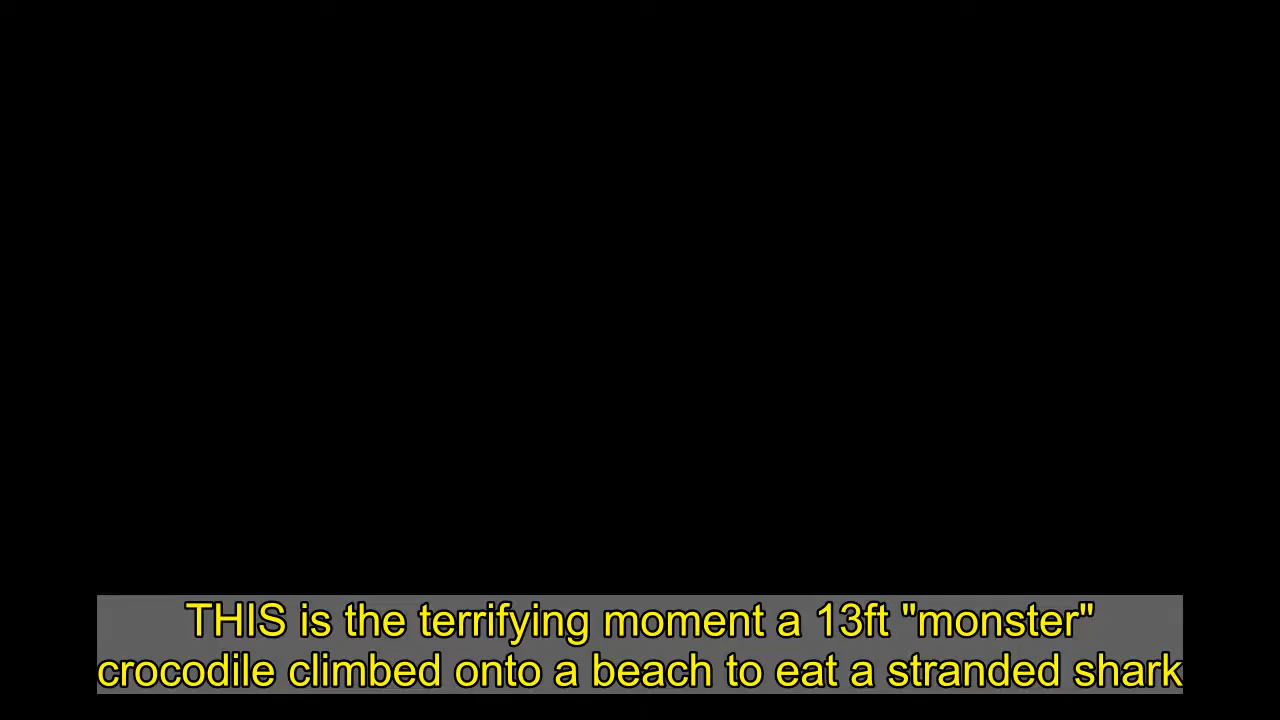 THIS is the terrifying moment a 13ft "monster"
crocodile climbed onto a beach to eat a stranded shark